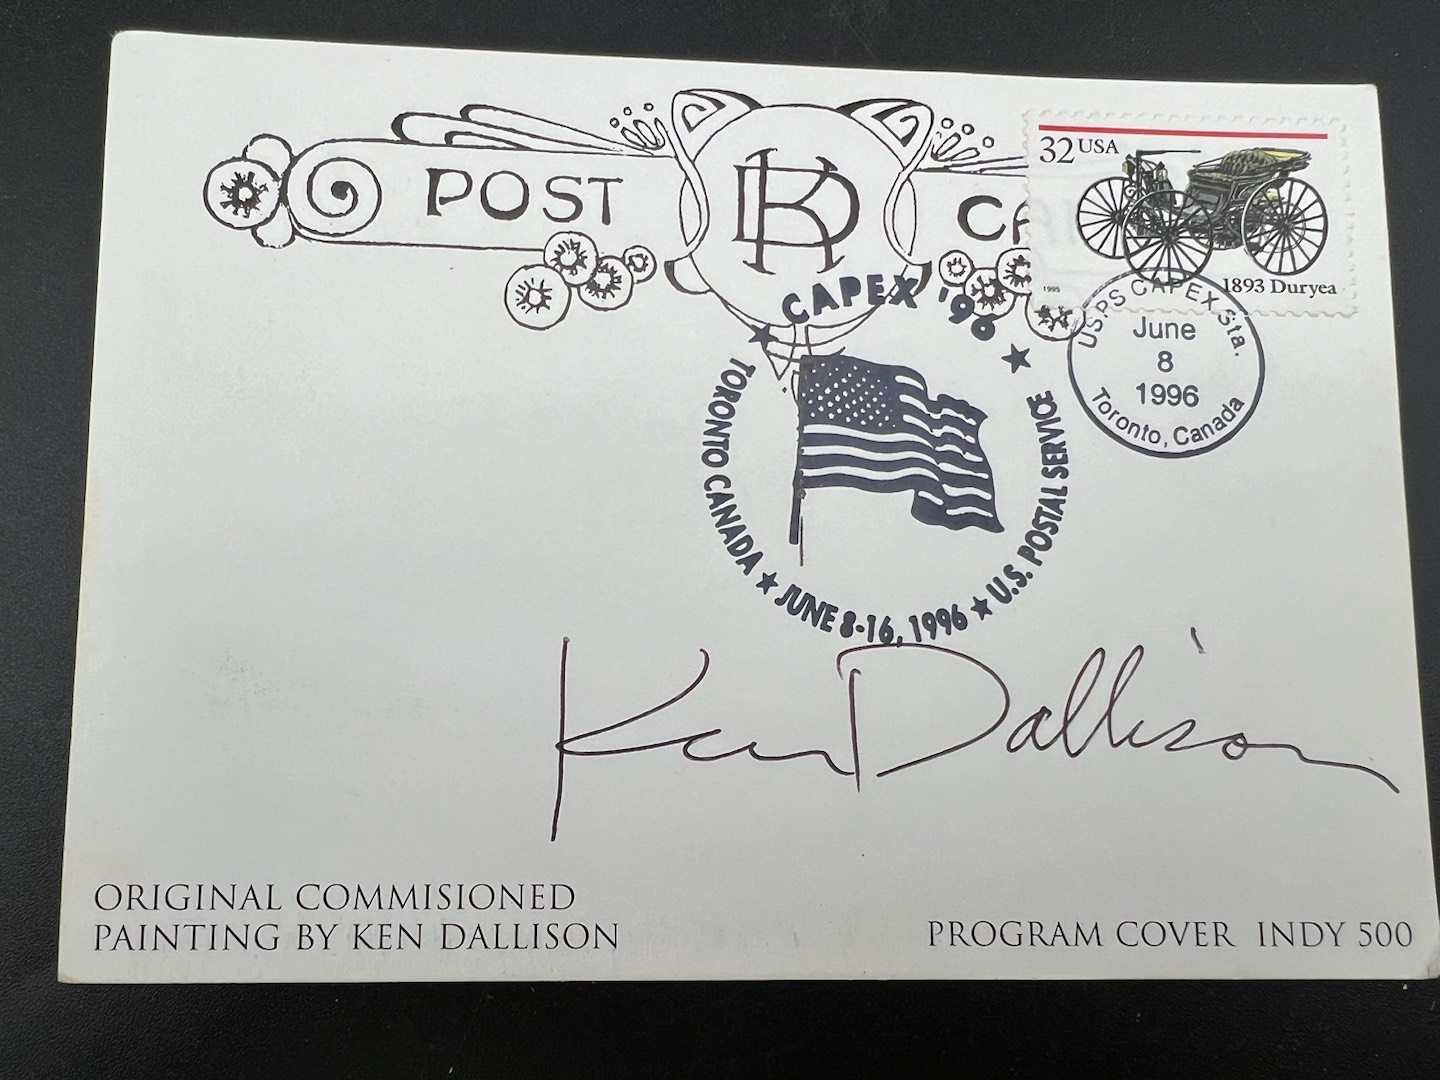 POST KD CA
32 USA
1995
1893 Duryea
USPS CAPEX Sta.
June
8
1996
Toronto, Canada
★ CAPEX '96 ★
TORONTO CANADA ★ JUNE 8-16, 1996 ★ U.S. POSTAL SERVICE
Ken Dallison
ORIGINAL COMMISIONED
PAINTING BY KEN DALLISON
PROGRAM COVER INDY 500